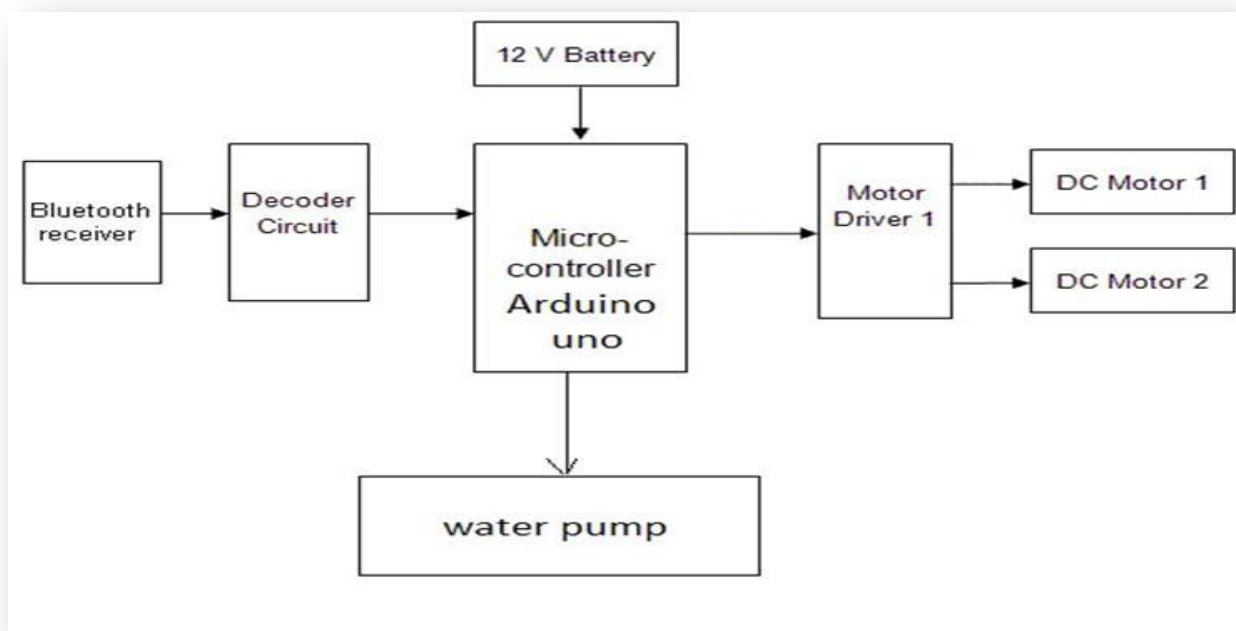 12 V Battery
Bluetooth
receiver
Decoder
Circuit
Micro-
controller
Arduino
uno
Motor
Driver 1
DC Motor 1
DC Motor 2
water pump